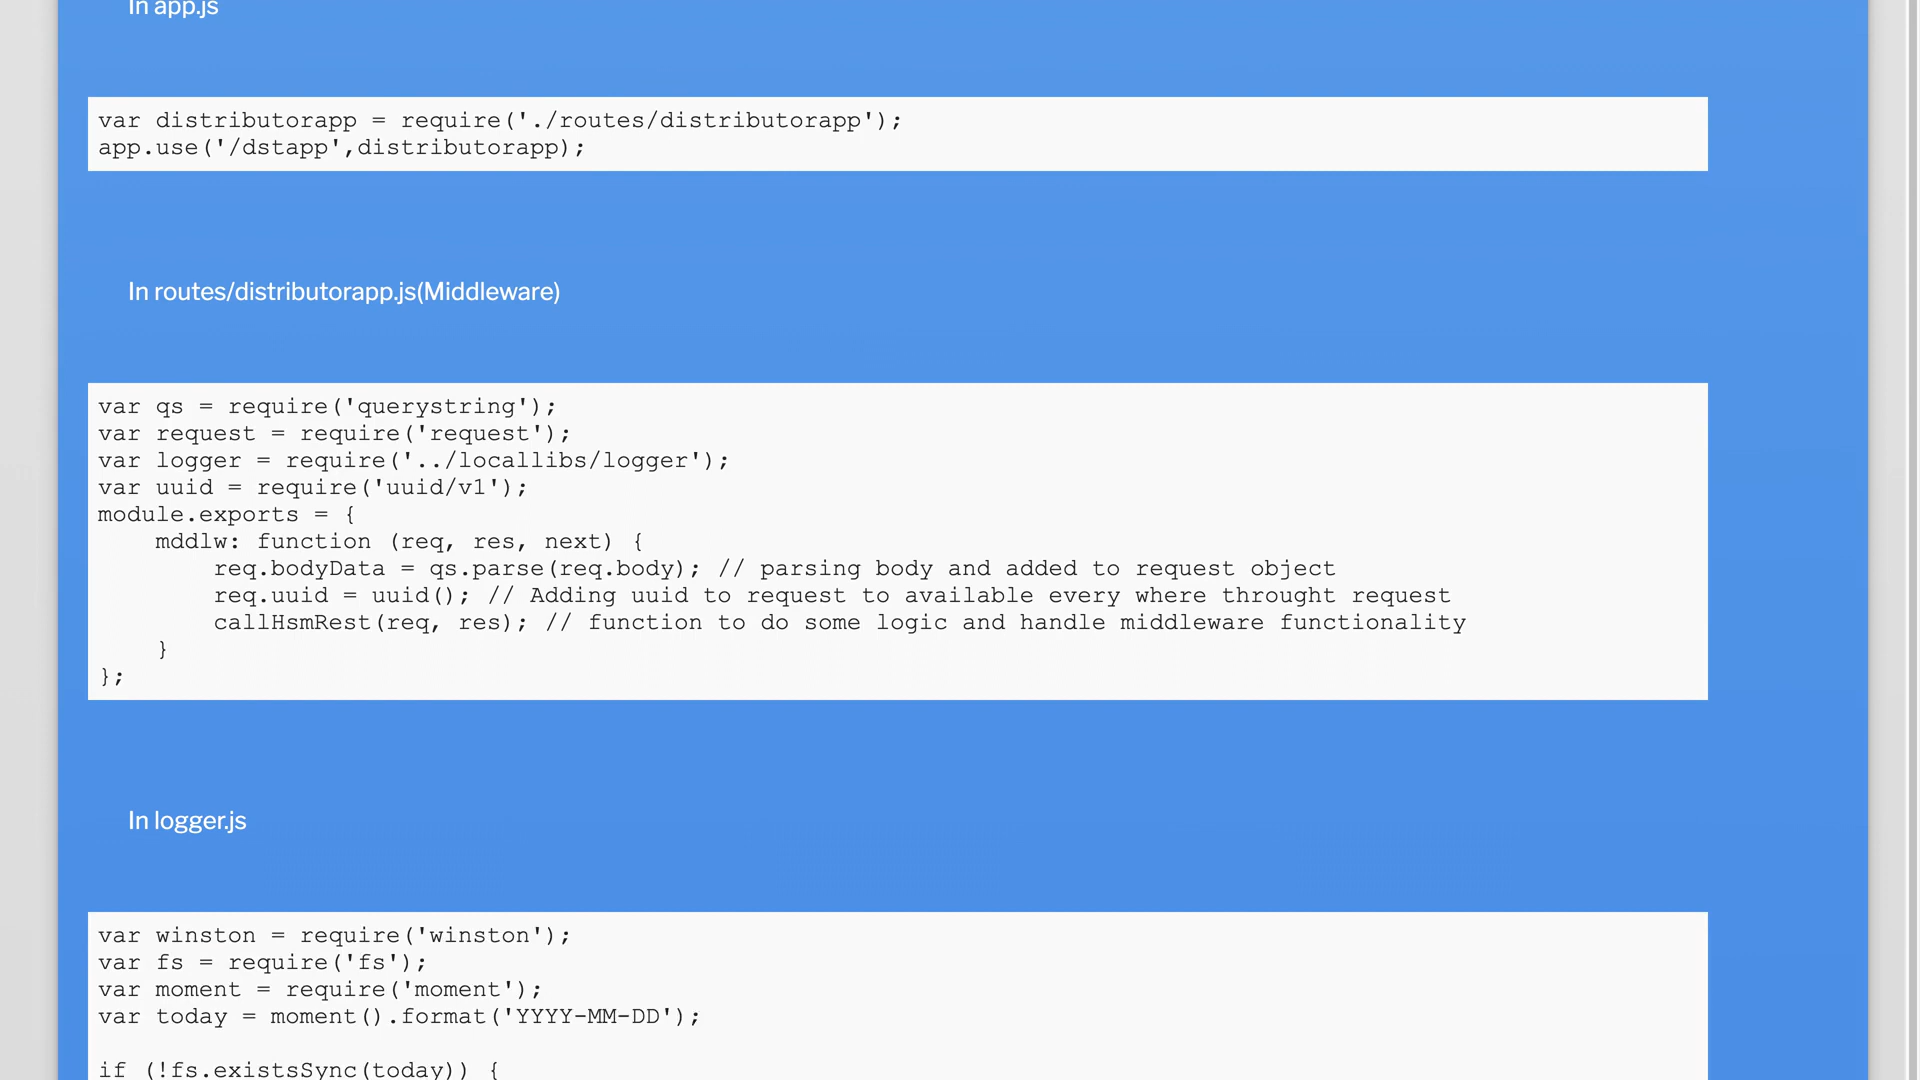 In app.js
var distributorapp = require('./routes/distributorapp');
app.use('/dstapp',distributorapp);
In routes/distributorapp.js(Middleware)
var qs = require('querystring');
var request = require('request');
var logger = require('../locallibs/logger');
var uuid = require('uuid/v1');
module.exports = {
    mddlw: function (req, res, next) {
        req.bodyData = qs.parse(req.body); // parsing body and added to request object
        req.uuid = uuid(); // Adding uuid to request to available every where throught request
        callHsmRest(req, res); // function to do some logic and handle middleware functionality
    }
};
In logger.js
var winston = require('winston');
var fs = require('fs');
var moment = require('moment');
var today = moment().format('YYYY-MM-DD');
if (!fs.existsSync(today)) {